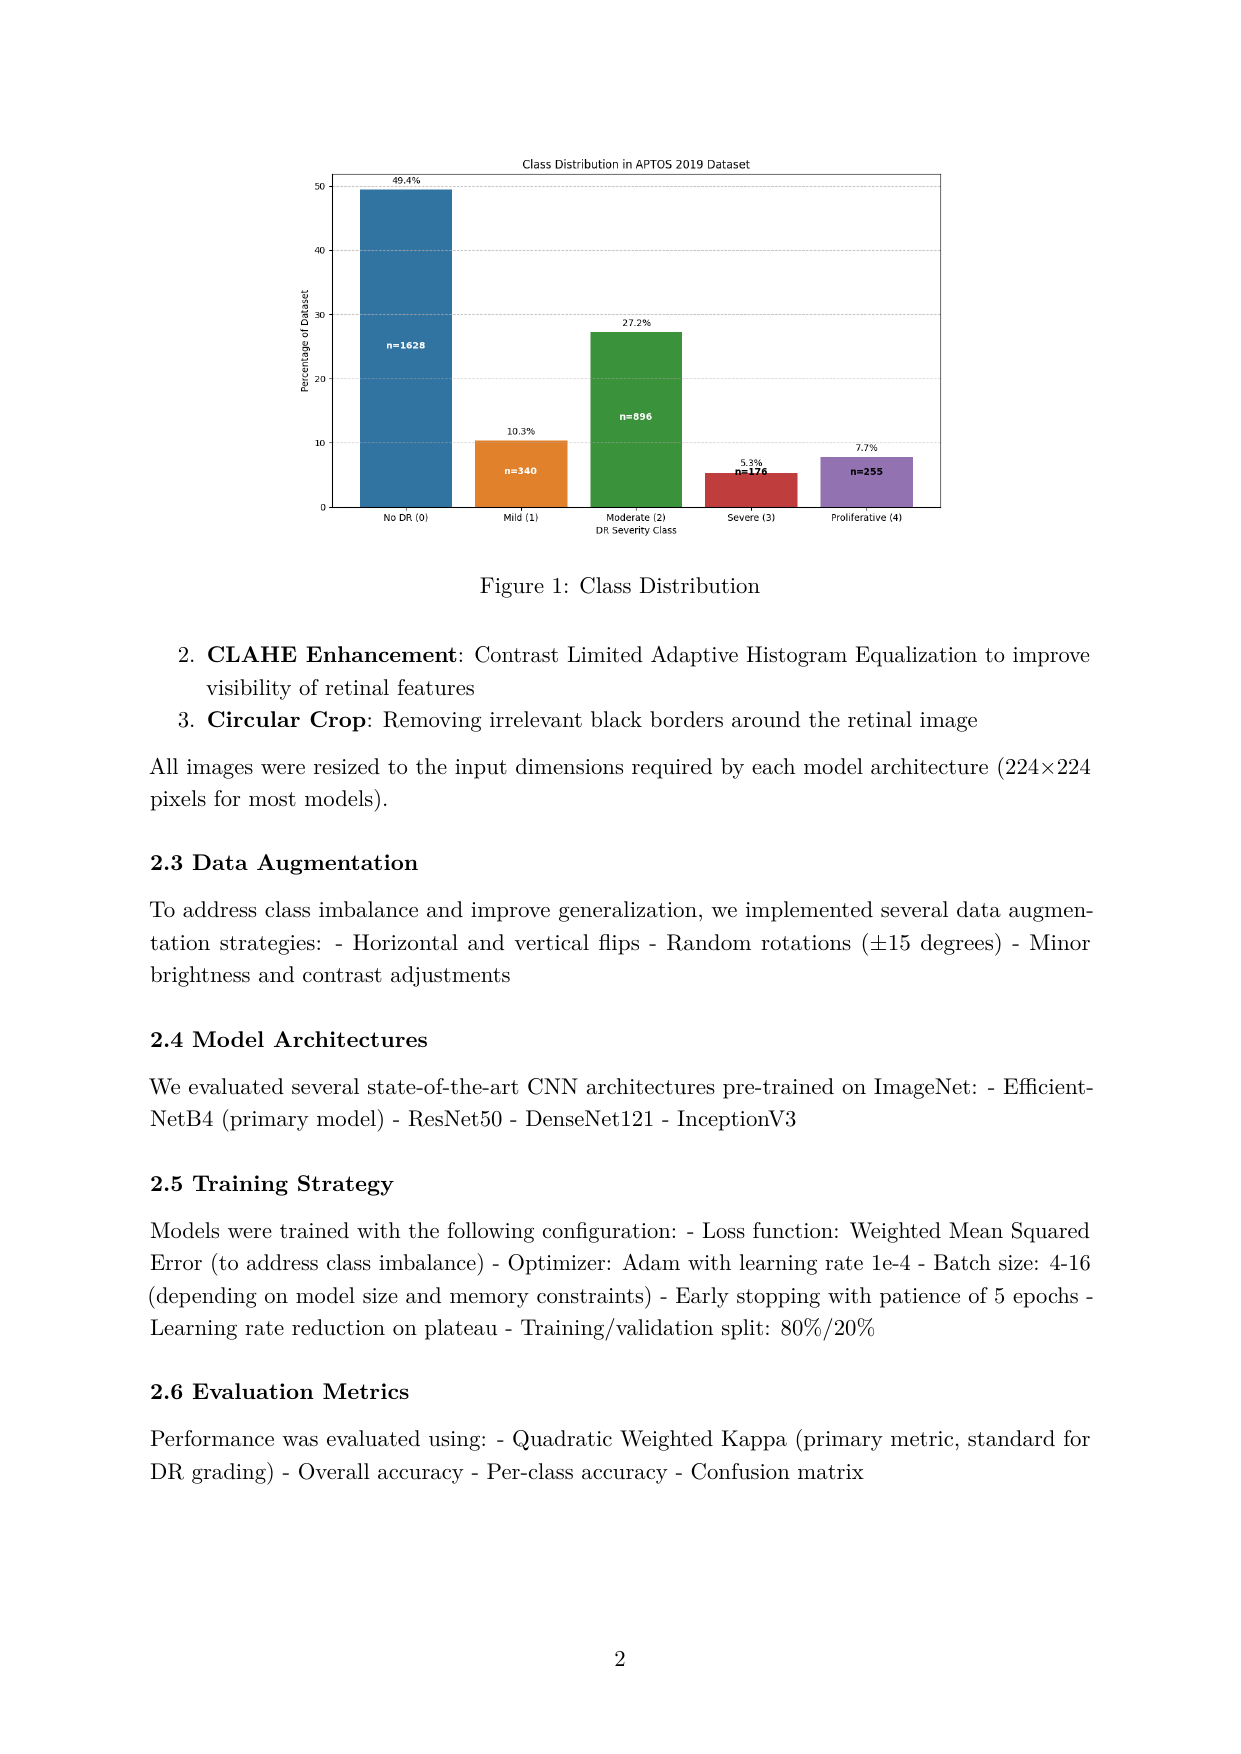 Class Distribution in APTOS 2019 Dataset
49.4%
50
40
30
27.2%
n=1628
Percentage of Dataset
20
n=896
10.3%
10
7.7%
5.3%
n=340
n=176
n=255
0
No DR (0) Mild (1) Moderate (2) Severe (3) Proliferative (4)
DR Severity Class
Figure 1: Class Distribution
2. CLAHE Enhancement: Contrast Limited Adaptive Histogram Equalization to improve
visibility of retinal features
3. Circular Crop: Removing irrelevant black borders around the retinal image
All images were resized to the input dimensions required by each model architecture (224×224
pixels for most models).
2.3 Data Augmentation
To address class imbalance and improve generalization, we implemented several data augmen-
tation strategies: - Horizontal and vertical flips - Random rotations (±15 degrees) - Minor
brightness and contrast adjustments
2.4 Model Architectures
We evaluated several state-of-the-art CNN architectures pre-trained on ImageNet: - Efficient-
NetB4 (primary model) - ResNet50 - DenseNet121 - InceptionV3
2.5 Training Strategy
Models were trained with the following configuration: - Loss function: Weighted Mean Squared
Error (to address class imbalance) - Optimizer: Adam with learning rate 1e-4 - Batch size: 4-16
(depending on model size and memory constraints) - Early stopping with patience of 5 epochs -
Learning rate reduction on plateau - Training/validation split: 80%/20%
2.6 Evaluation Metrics
Performance was evaluated using: - Quadratic Weighted Kappa (primary metric, standard for
DR grading) - Overall accuracy - Per-class accuracy - Confusion matrix
2